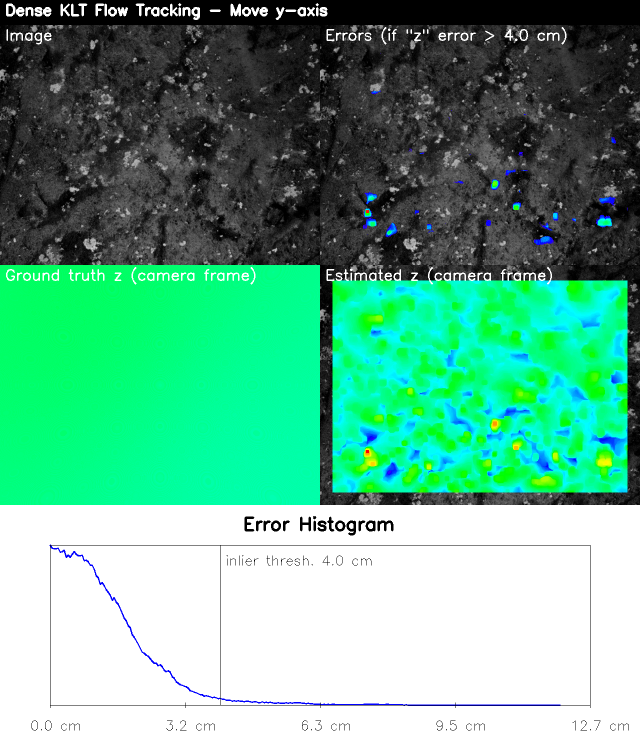 Dense KLT Flow Tracking - Move y-axis
Image
Errors (if "z" error > 4.0 cm)
Ground truth z (camera frame)
Estimated z (camera frame)
Error Histogram
inlier thresh. 4.0 cm
0.0 cm 3.2 cm 6.3 cm 9.5 cm 12.7 cm